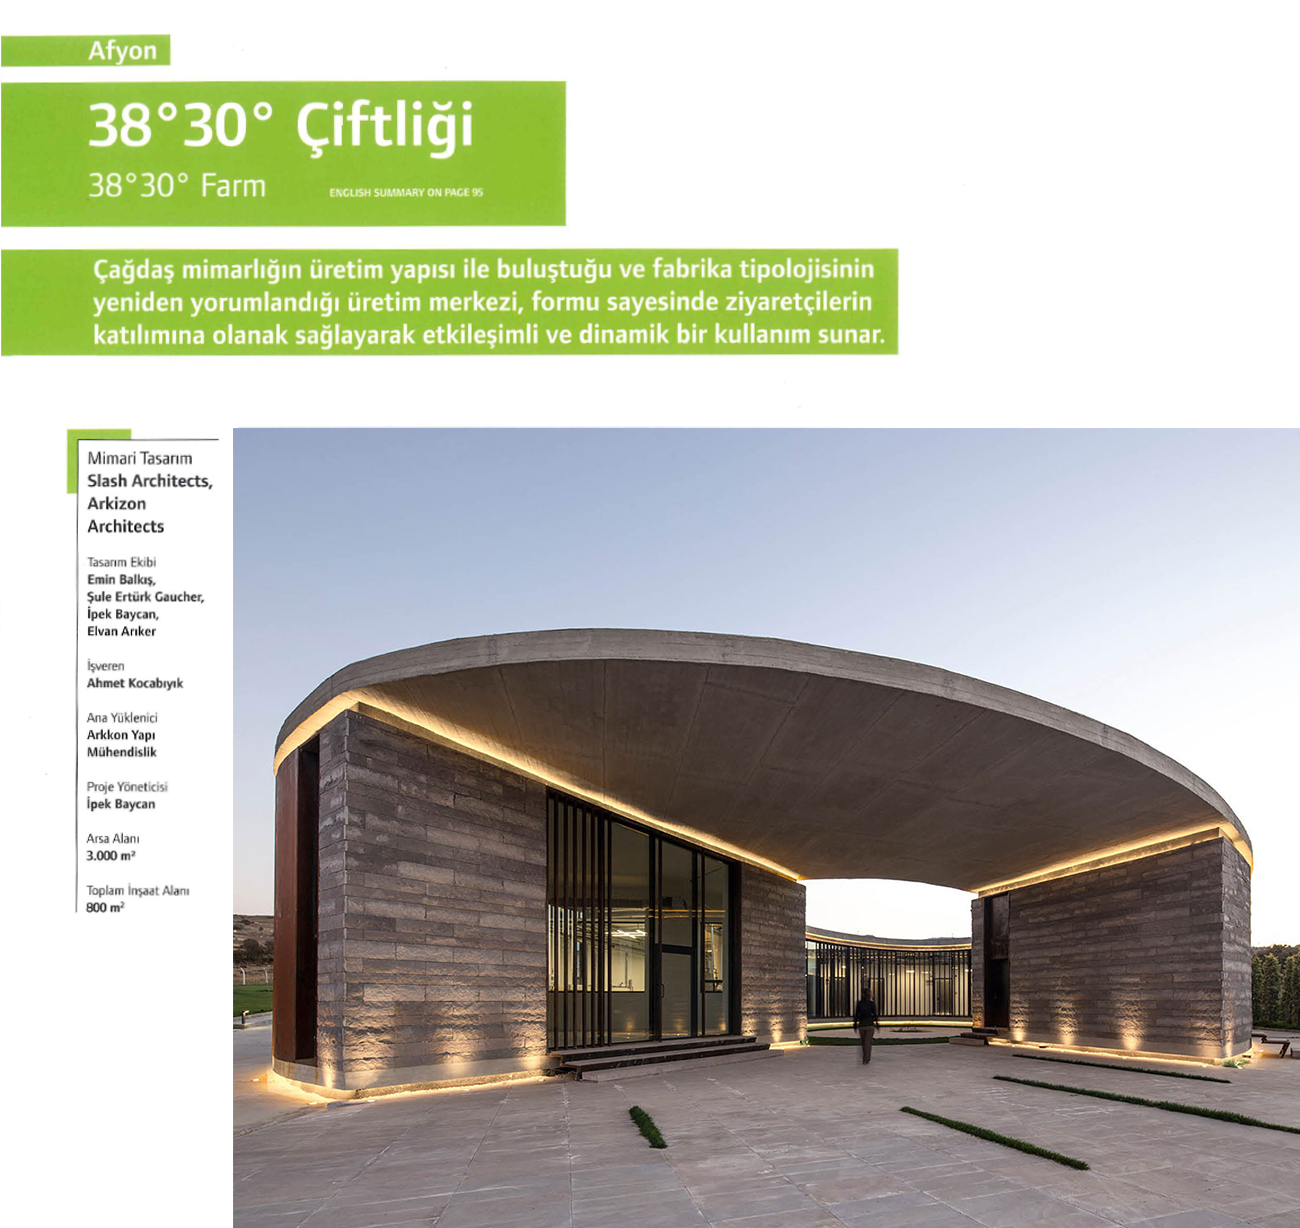 Afyon
38°30° Çiftliği
38°30° Farm
ENGLISH SUMMARY ON PAGE 95
Çağdaş mimarlığın üretim yapısı ile buluştuğu ve fabrika tipolojisinin
yeniden yorumlandığı üretim merkezi, formu sayesinde ziyaretçilerin
katılımına olanak sağlayarak etkileşimli ve dinamik bir kullanım sunar.
Mimari Tasarım
Slash Architects,
Arkizon
Architects
Tasarım Ekibi
Emin Balkış,
Şule Ertürk Gaucher,
İpek Baycan,
Elvan Arıker
İşveren
Ahmet Kocabıyık
Ana Yüklenici
Arkkon Yapı
Mühendislik
Proje Yöneticisi
İpek Baycan
Arsa Alanı
3.000 m²
Toplam İnşaat Alanı
800 m²